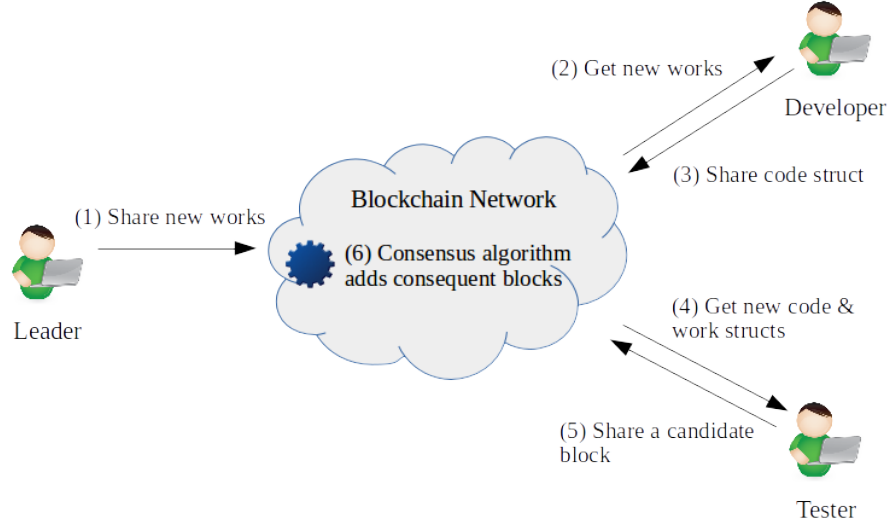 (2) Get new works
Developer
(3) Share code struct
Blockchain Network
(1) Share new works
(6) Consensus algorithm
adds consequent blocks
Leader
(4) Get new code &
work structs
(5) Share a candidate
block
Tester